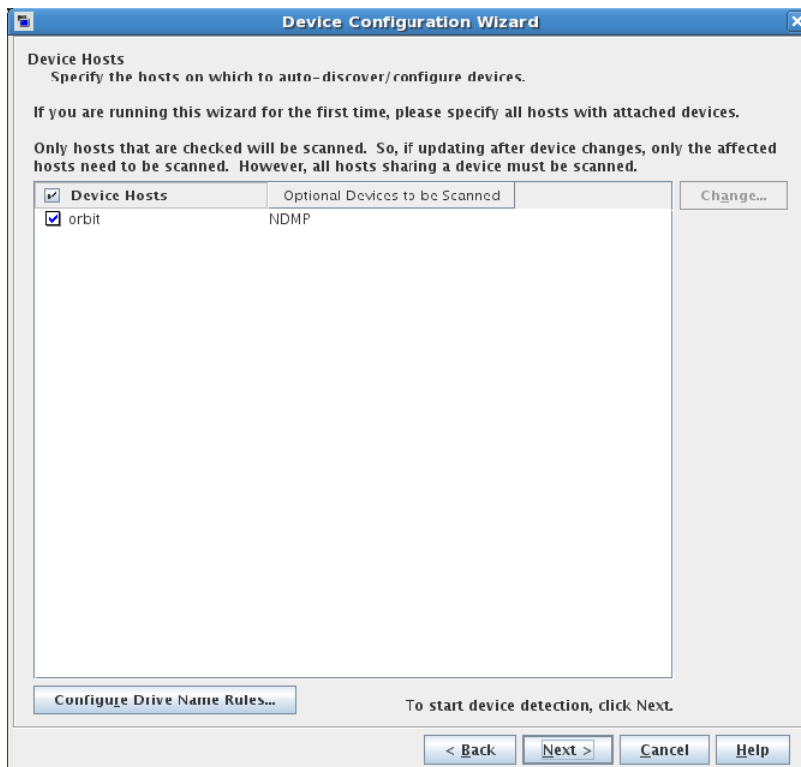 Device Configuration Wizard
Device Hosts
Specify the hosts on which to auto-discover/configure devices.
If you are running this wizard for the first time, please specify all hosts with attached devices.
Only hosts that are checked will be scanned. So, if updating after device changes, only the affected
hosts need to be scanned. However, all hosts sharing a device must be scanned.
Device Hosts Optional Devices to be Scanned Change...
orbit NDMP
Configure Drive Name Rules... To start device detection, click Next.
< Back Next > Cancel Help